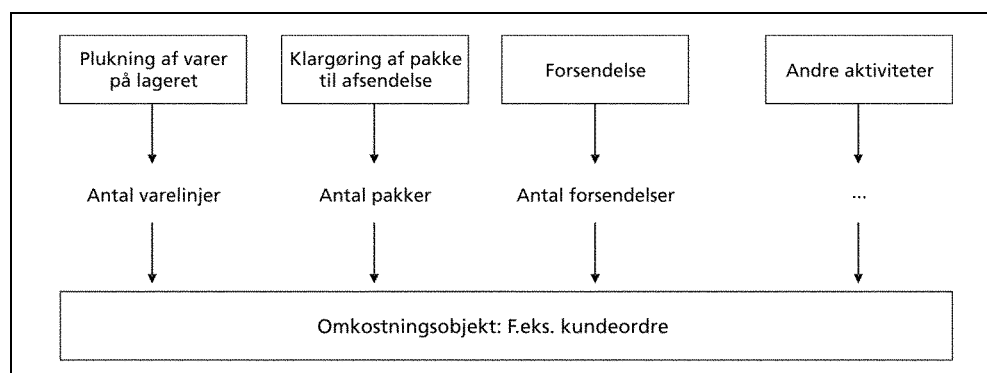 Plukning af varer
på lageret
Klargøring af pakke
til afsendelse
Forsendelse
Andre aktiviteter
Antal varelinjer
Antal pakker
Antal forsendelser
...
Omkostningsobjekt: F.eks. kundeordre